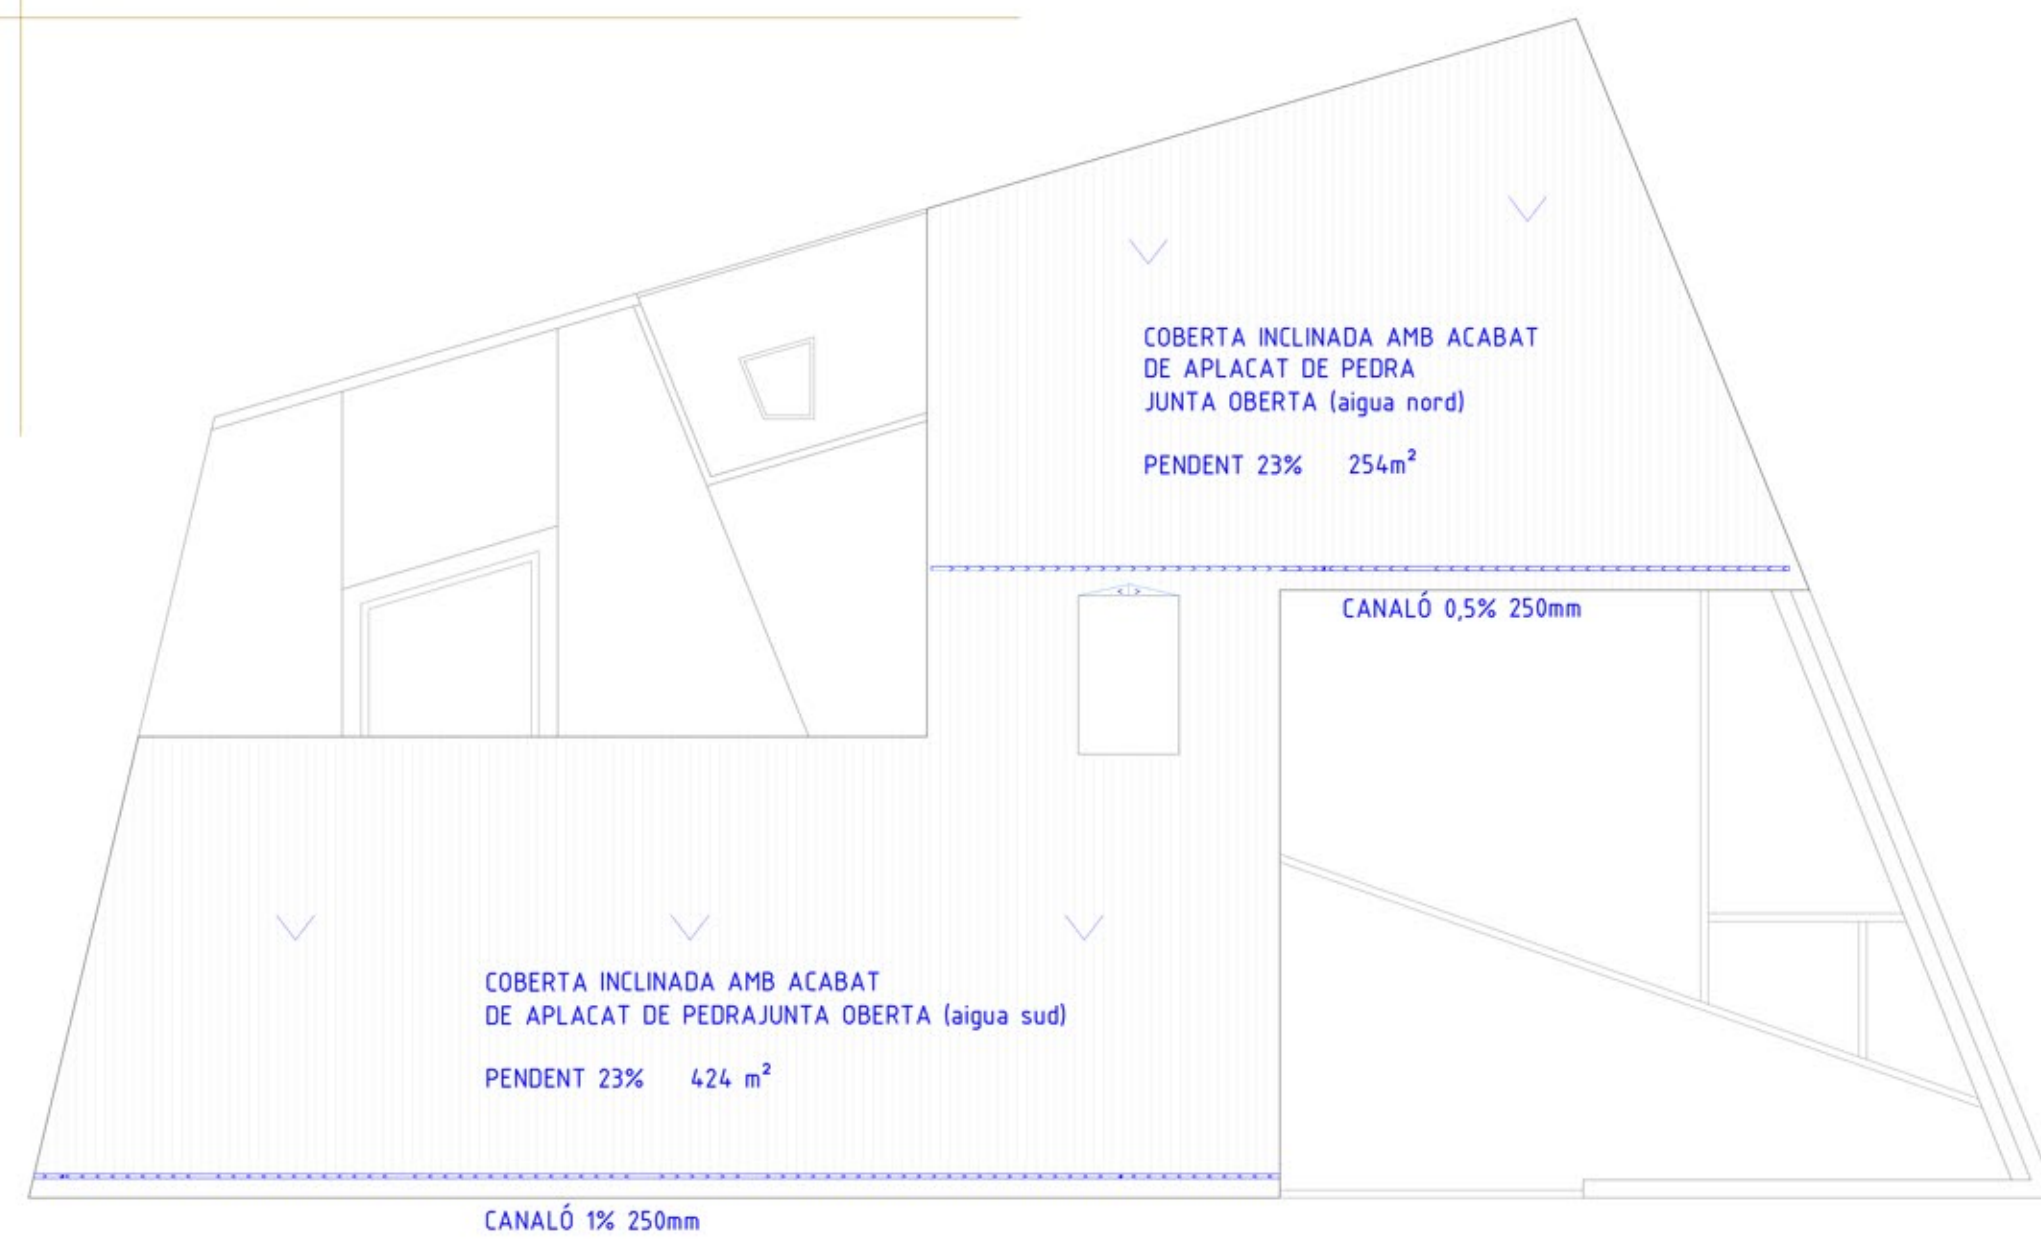 COBERTA INCLINADA AMB ACABAT
DE APLACAT DE PEDRA
JUNTA OBERTA (aigua nord)
PENDENT 23% 254m²
CANALÓ 0,5% 250mm
COBERTA INCLINADA AMB ACABAT
DE APLACAT DE PEDRAJUNTA OBERTA (aigua sud)
PENDENT 23% 424 m²
CANALÓ 1% 250mm